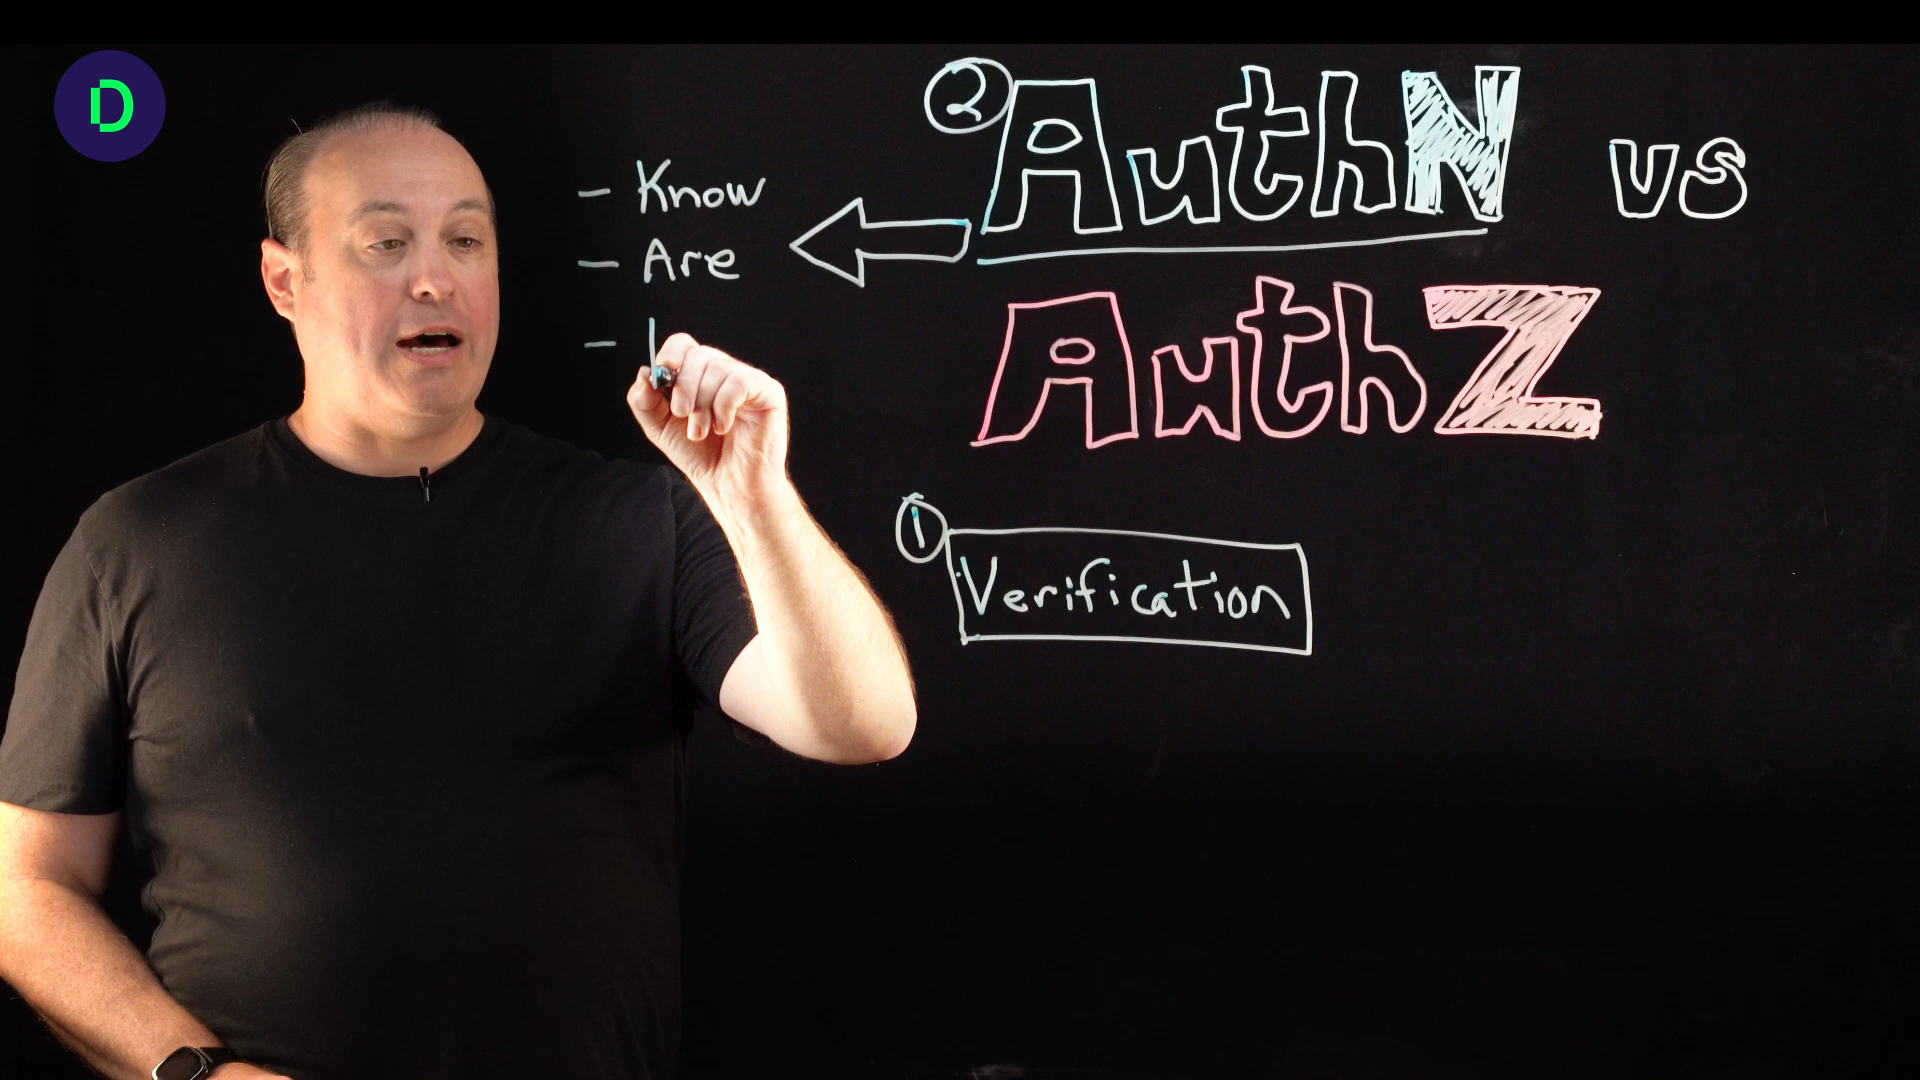 D
② AuthN vs
- Know
- Are
-
AuthZ
①
Verification